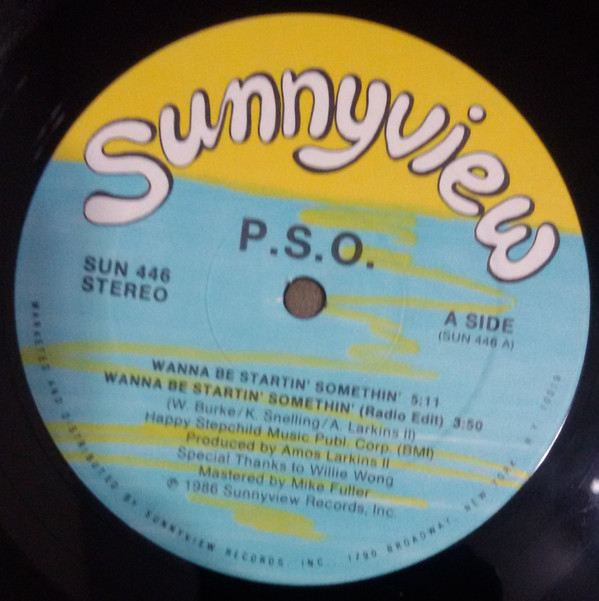 Sunnyview
P.S.O.
SUN 446
STEREO
A SIDE
(SUN 446 A)
WANNA BE STARTIN' SOMETHIN' 5:11
WANNA BE STARTIN' SOMETHIN' (Radio Edit) 3:50
(W. Burke/K. Snelling/A. Larkins II)
Happy Stepchild Music Publ. Corp. (BMI)
Produced by Amos Larkins II
Special Thanks to Willie Wong
Mastered by Mike Fuller
℗ 1986 Sunnyview Records, Inc.
MARKETED AND DISTRIBUTED BY SUNNYVIEW RECORDS, INC., 1790 BROADWAY, NEW YORK, N.Y. 10019